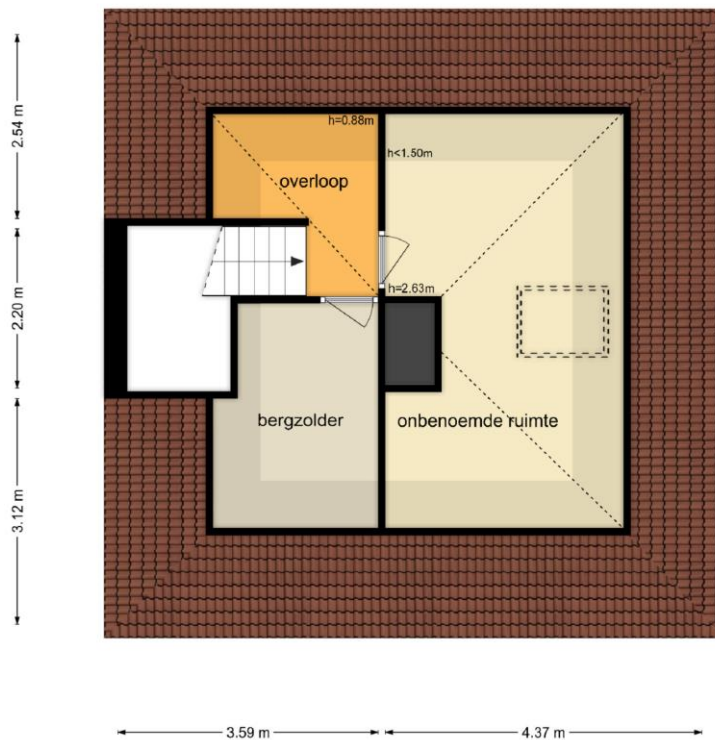 2.54 m
2.20 m
3.12 m
h=0.88m
h<1.50m
overloop
h=2.63m
bergzolder
onbenoemde ruimte
3.59 m
4.37 m